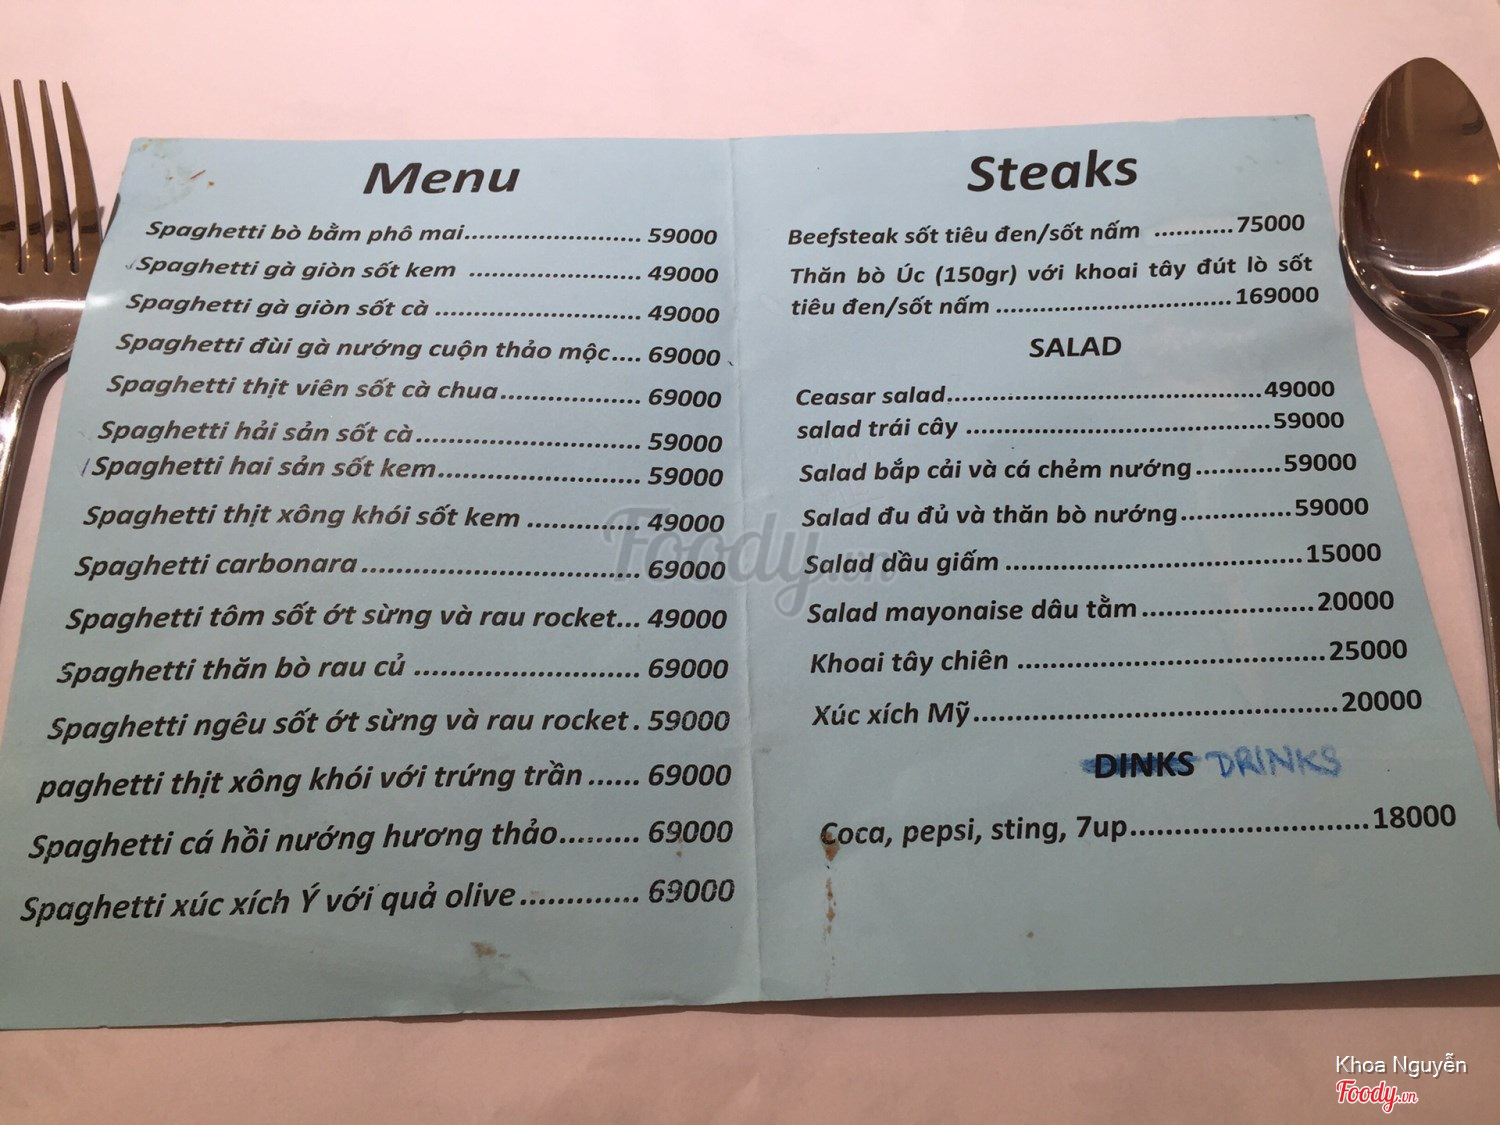 Menu
Spaghetti bò bằm phô mai........................ 59000
Spaghetti gà giòn sốt kem ....................... 49000
Spaghetti gà giòn sốt cà ............................ 49000
Spaghetti đùi gà nướng cuộn thảo mộc.... 69000
Spaghetti thịt viên sốt cà chua................... 69000
Spaghetti hải sản sốt cà.............................. 59000
Spaghetti hai sản sốt kem........................... 59000
Spaghetti thịt xông khói sốt kem ............... 49000
Spaghetti carbonara..................................... 69000
Spaghetti tôm sốt ớt sừng và rau rocket... 49000
Spaghetti thăn bò rau củ ............................. 69000
Spaghetti ngêu sốt ớt sừng và rau rocket . 59000
paghetti thịt xông khói với trứng trần ...... 69000
Spaghetti cá hồi nướng hương thảo......... 69000
Spaghetti xúc xích Ý với quả olive............. 69000
Steaks
Beefsteak sốt tiêu đen/sốt nấm ...........75000
Thăn bò Úc (150gr) với khoai tây đút lò sốt
tiêu đen/sốt nấm ................................169000
SALAD
Ceasar salad.........................................49000
salad trái cây .......................................59000
Salad bắp cải và cá chẻm nướng...........59000
Salad đu đủ và thăn bò nướng..............59000
Salad dầu giấm ....................................15000
Salad mayonaise dâu tằm.....................20000
Khoai tây chiên .....................................25000
Xúc xích Mỹ...........................................20000
DINKS DRINKS
Coca, pepsi, sting, 7up............................18000
Foody.vn
Khoa Nguyễn
Foody.vn